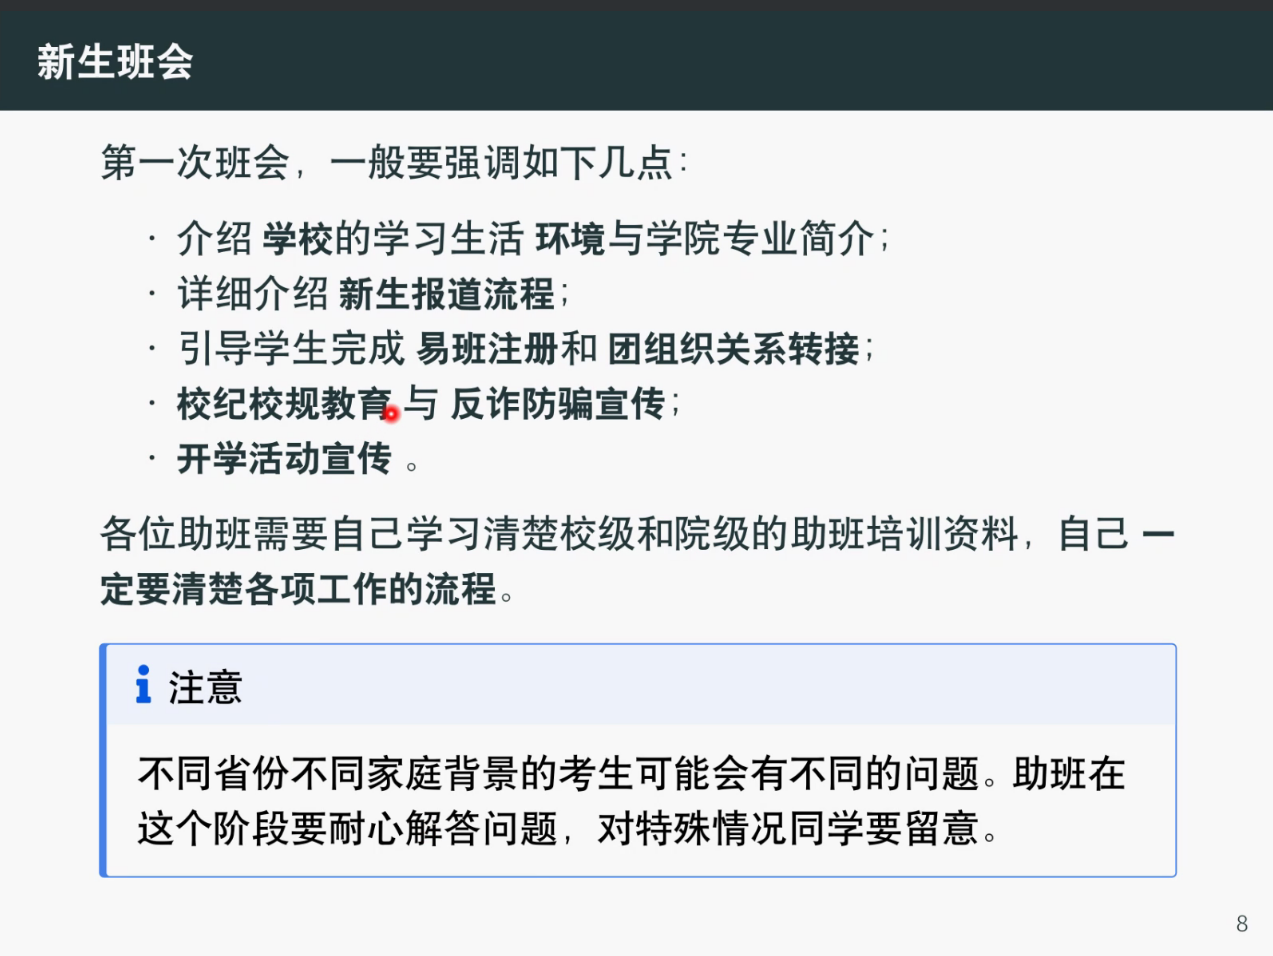 新生班会
第一次班会，一般要强调如下几点：
· 介绍 学校的学习生活 环境与学院专业简介；
· 详细介绍 新生报道流程；
· 引导学生完成 易班注册和 团组织关系转接；
· 校纪校规教育 与 反诈防骗宣传；
· 开学活动宣传 。
各位助班需要自己学习清楚校级和院级的助班培训资料，自己 一
定要清楚各项工作的流程。
注意
不同省份不同家庭背景的考生可能会有不同的问题。助班在
这个阶段要耐心解答问题，对特殊情况同学要留意。
8